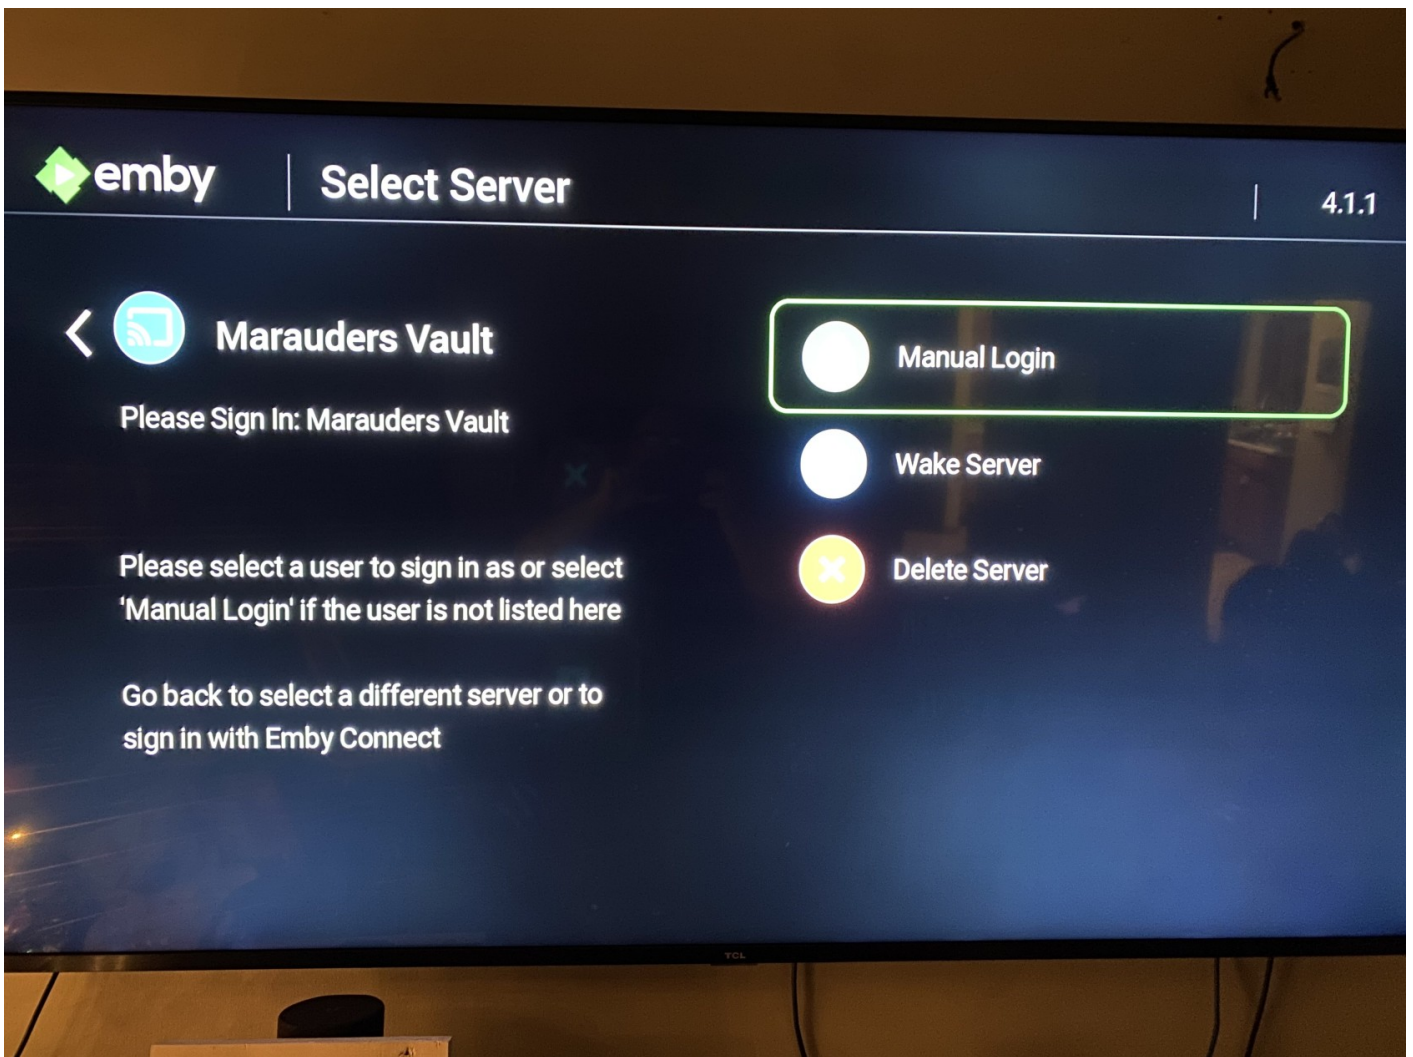 emby
Select Server
4.1.1
Marauders Vault
Please Sign In: Marauders Vault
Please select a user to sign in as or select
'Manual Login' if the user is not listed here
Go back to select a different server or to
sign in with Emby Connect
Manual Login
Wake Server
Delete Server
TCL